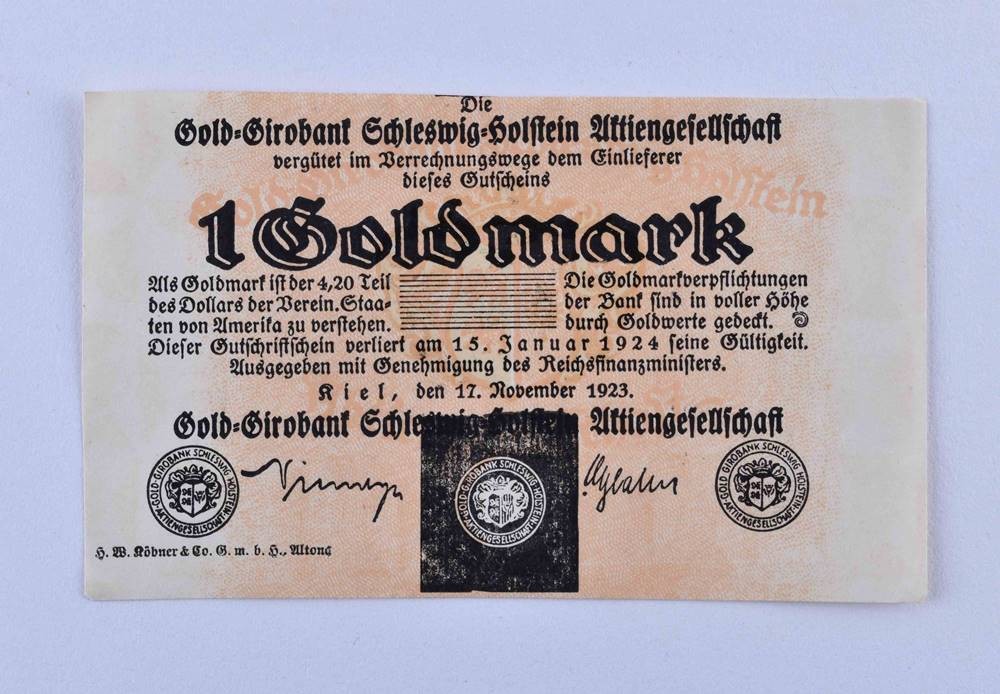 Die
Gold-Girobank Schleswig-Holstein Aktiengesellschaft
vergütet im Verrechnungswege dem Einlieferer
dieses Gutscheins
1 Goldmark
Als Goldmark ist der 4,20 Teil
des Dollars der Verein. Staa-
ten von Amerika zu verstehen.
Die Goldmarkverpflichtungen
der Bank sind in voller Höhe
durch Goldwerte gedeckt.
Dieser Gutschriftschein verliert am 15. Januar 1924 seine Gültigkeit.
Ausgegeben mit Genehmigung des Reichsfinanzministers.
Kiel, den 17. November 1923.
Gold-Girobank Schleswig-Holstein Aktiengesellschaft
GOLD-GIROBANK SCHLESWIG HOLSTEIN AKTIENGESELLSCHAFT
GOLD-GIROBANK SCHLESWIG HOLSTEIN AKTIENGESELLSCHAFT
GOLD-GIROBANK SCHLESWIG HOLSTEIN AKTIENGESELLSCHAFT
H. W. Köbner & Co. G. m. b. H., Altona